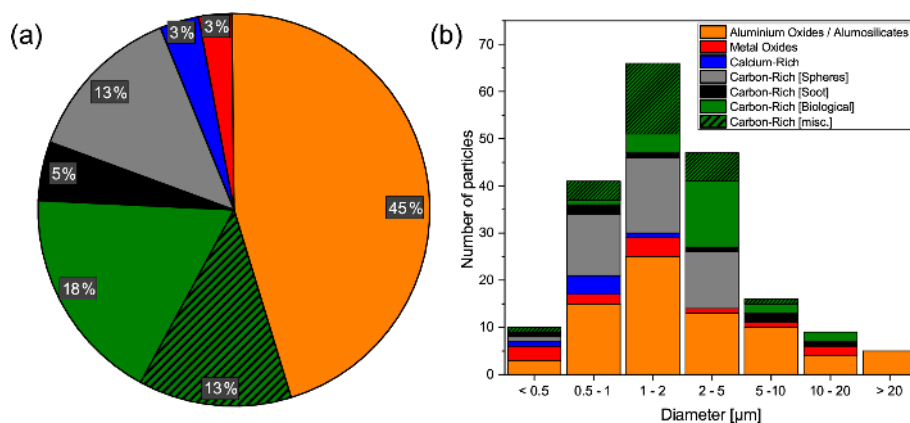 (a)
3%
3%
13%
5%
45%
18%
13%
(b)
Aluminium Oxides / Alumosilicates
Metal Oxides
Calcium-Rich
Carbon-Rich [Spheres]
Carbon-Rich [Soot]
Carbon-Rich [Biological]
Carbon-Rich [misc.]
Number of particles
70
60
50
40
30
20
10
0
< 0.5
0.5 - 1
1 - 2
2 - 5
5-10
10 - 20
> 20
Diameter [µm]